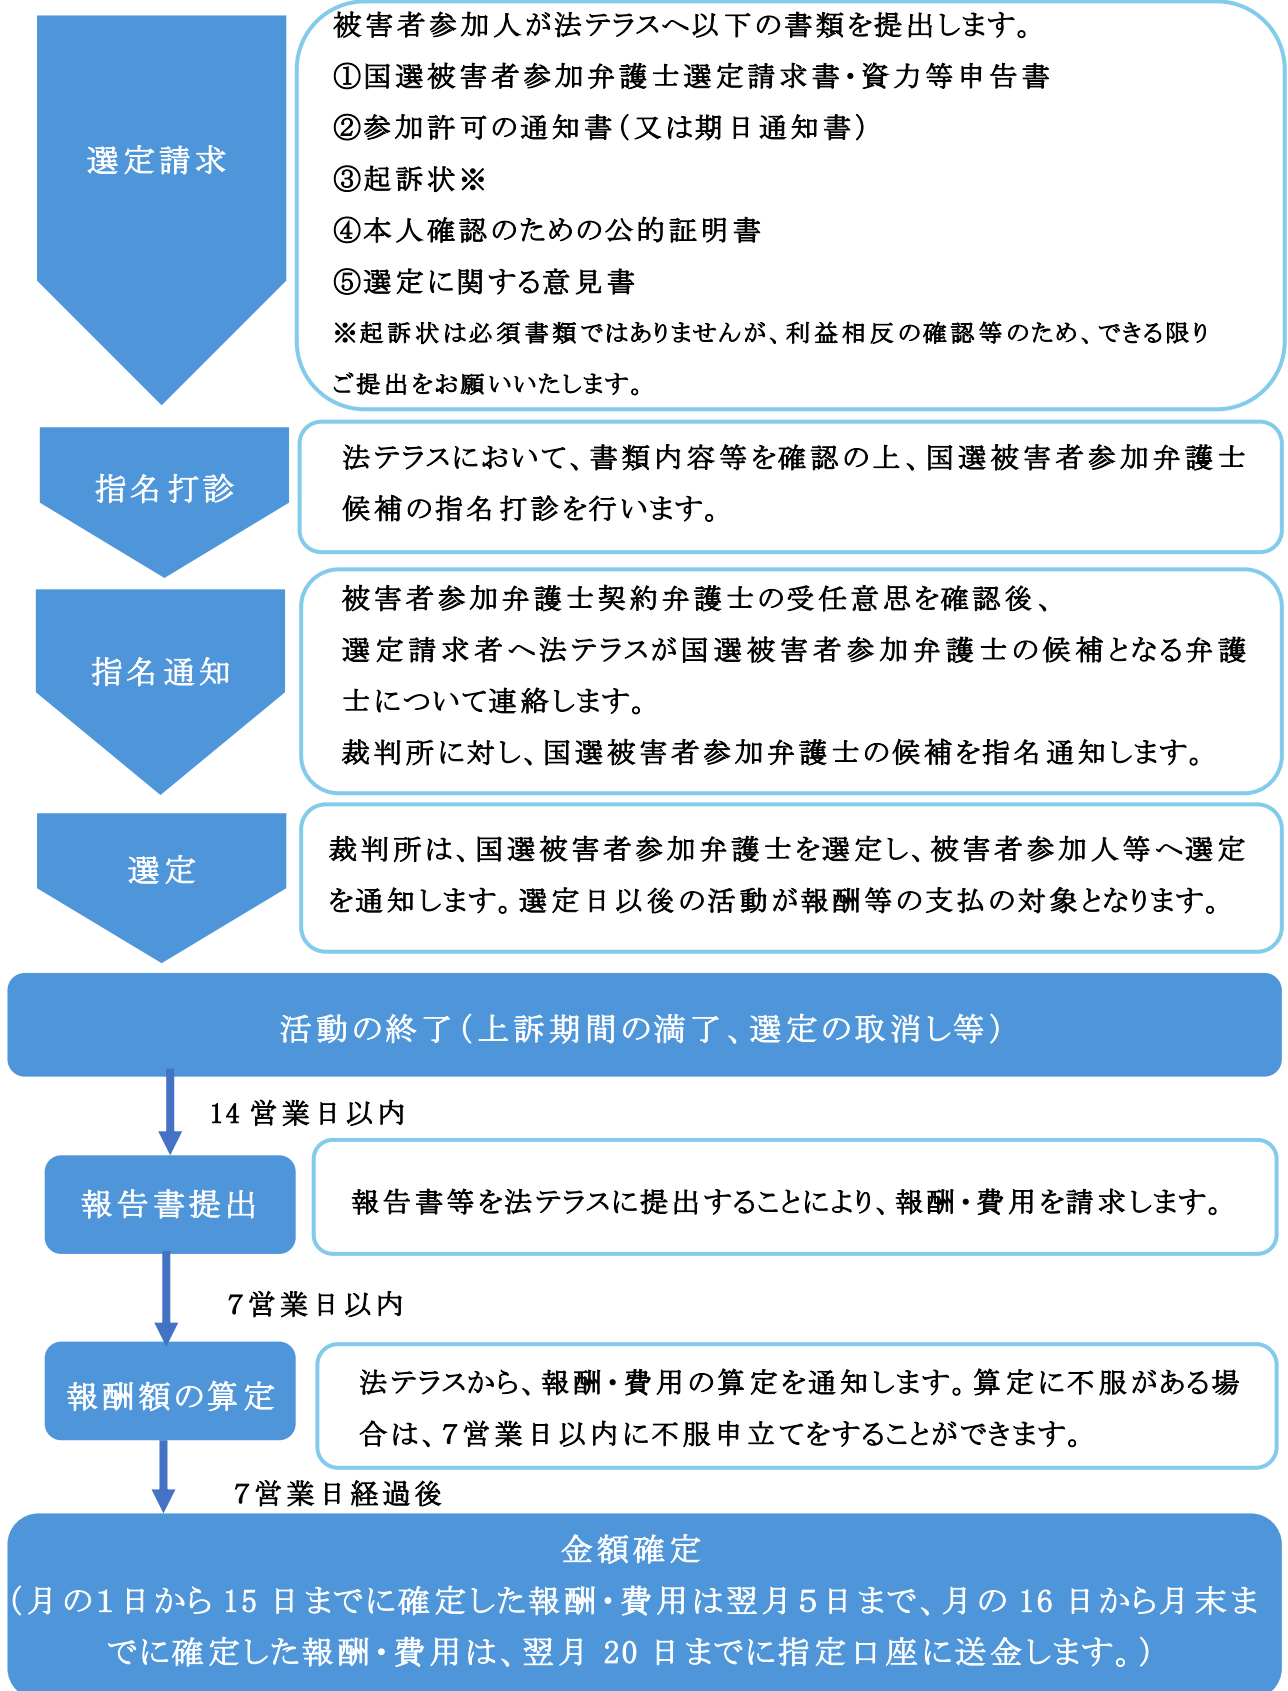 選定請求
被害者参加人が法テラスへ以下の書類を提出します。
①国選被害者参加弁護士選定請求書・資力等申告書
②参加許可の通知書（又は期日通知書）
③起訴状※
④本人確認のための公的証明書
⑤選定に関する意見書
※起訴状は必須書類ではありませんが、利益相反の確認等のため、できる限り
ご提出をお願いいたします。
指名打診
法テラスにおいて、書類内容等を確認の上、国選被害者参加弁護士
候補の指名打診を行います。
指名通知
被害者参加弁護士契約弁護士の受任意思を確認後、
選定請求者へ法テラスが国選被害者参加弁護士の候補となる弁護
士について連絡します。
裁判所に対し、国選被害者参加弁護士の候補を指名通知します。
選定
裁判所は、国選被害者参加弁護士を選定し、被害者参加人等へ選定
を通知します。選定日以後の活動が報酬等の支払の対象となります。
活動の終了（上訴期間の満了、選定の取消し等）
14 営業日以内
報告書提出
報告書等を法テラスに提出することにより、報酬・費用を請求します。
7営業日以内
報酬額の算定
法テラスから、報酬・費用の算定を通知します。算定に不服がある場
合は、7営業日以内に不服申立てをすることができます。
7営業日経過後
金額確定
（月の1日から 15 日までに確定した報酬・費用は翌月5日まで、月の 16 日から月末ま
でに確定した報酬・費用は、翌月 20 日までに指定口座に送金します。）